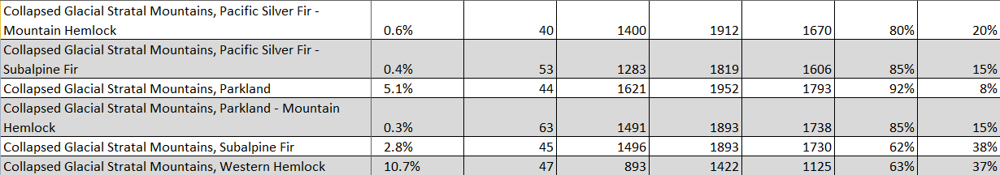 Collapsed Glacial Stratal Mountains, Pacific Silver Fir -
Mountain Hemlock 0.6% 40 1400 1912 1670 80% 20%
Collapsed Glacial Stratal Mountains, Pacific Silver Fir -
Subalpine Fir 0.4% 53 1283 1819 1606 85% 15%
Collapsed Glacial Stratal Mountains, Parkland 5.1% 44 1621 1952 1793 92% 8%
Collapsed Glacial Stratal Mountains, Parkland - Mountain
Hemlock 0.3% 63 1491 1893 1738 85% 15%
Collapsed Glacial Stratal Mountains, Subalpine Fir 2.8% 45 1496 1893 1730 62% 38%
Collapsed Glacial Stratal Mountains, Western Hemlock 10.7% 47 893 1422 1125 63% 37%